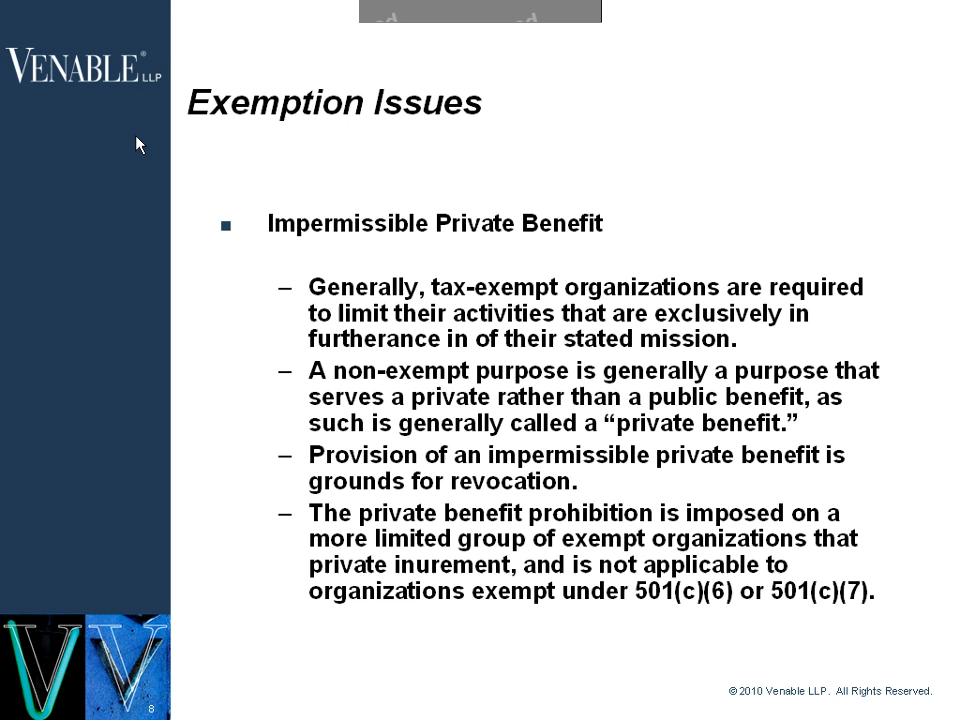 VENABLE® LLP
Exemption Issues
Impermissible Private Benefit
– Generally, tax-exempt organizations are required
to limit their activities that are exclusively in
furtherance in of their stated mission.
– A non-exempt purpose is generally a purpose that
serves a private rather than a public benefit, as
such is generally called a “private benefit.”
– Provision of an impermissible private benefit is
grounds for revocation.
– The private benefit prohibition is imposed on a
more limited group of exempt organizations that
private inurement, and is not applicable to
organizations exempt under 501(c)(6) or 501(c)(7).
8
© 2010 Venable LLP. All Rights Reserved.